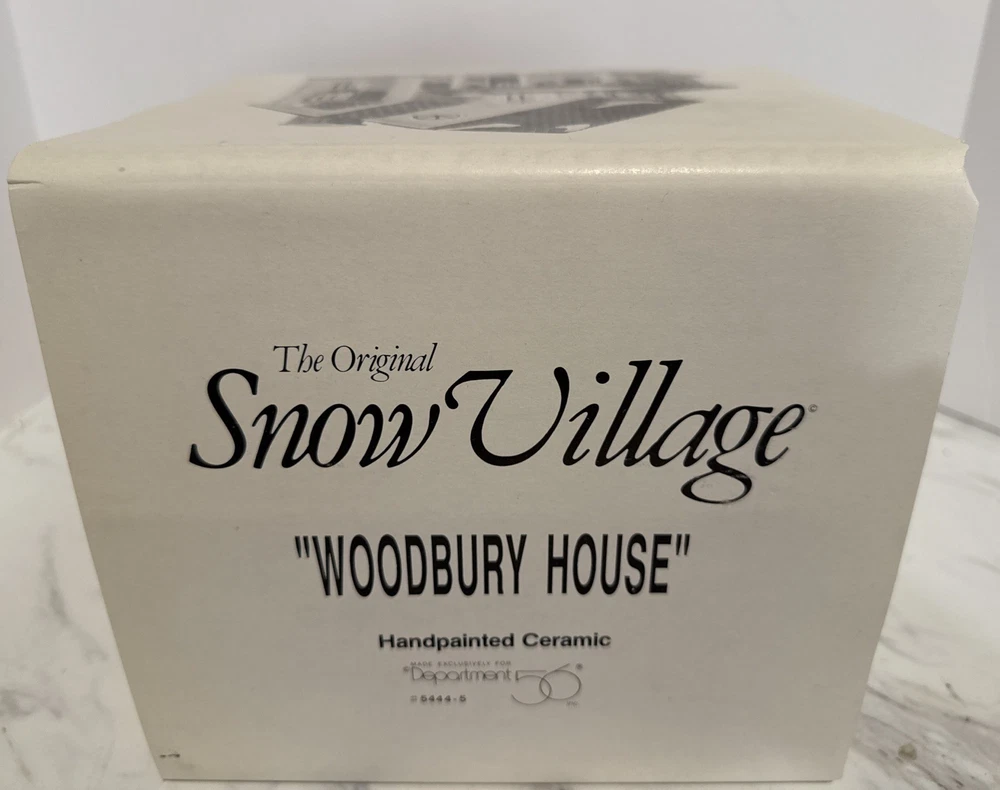 The Original
Snow Village©
"WOODBURY HOUSE"
Handpainted Ceramic
MADE EXCLUSIVELY FOR
©Department 56®
#5444-5